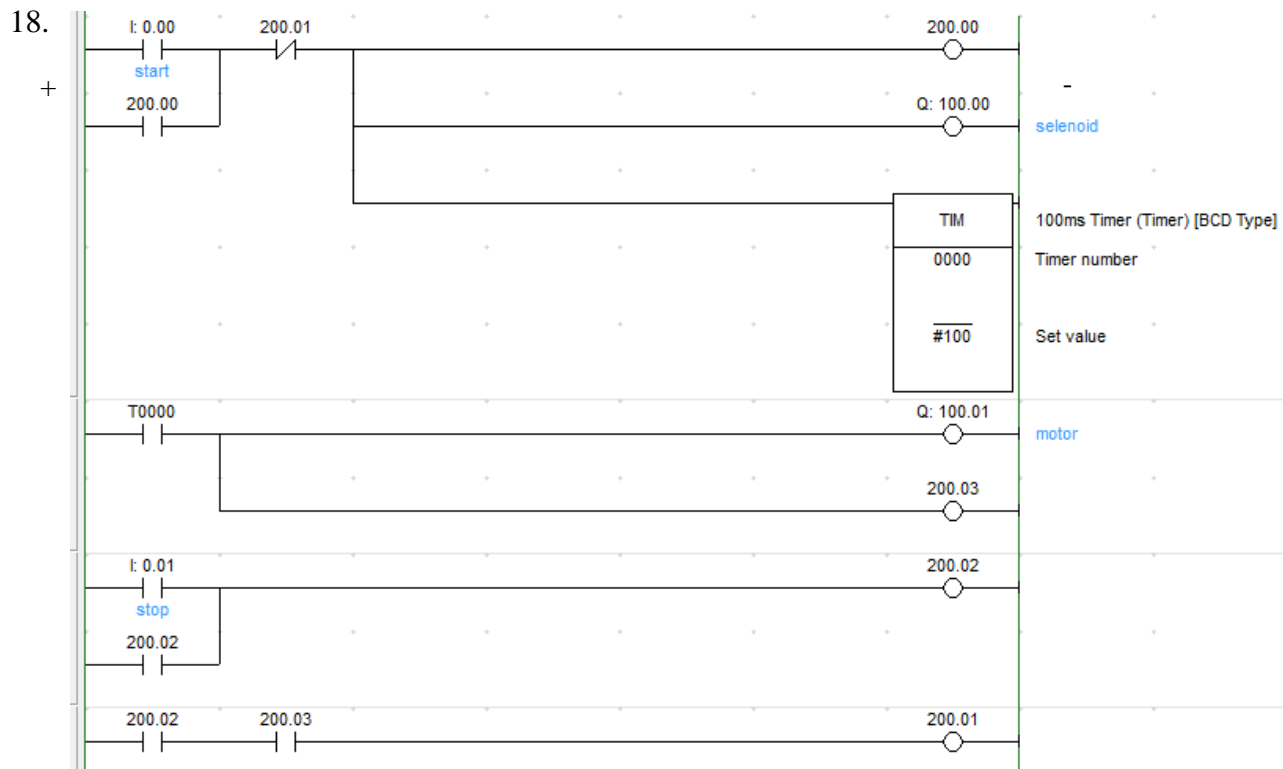 18.
I: 0.00 200.01 200.00
start
+ -
200.00 Q: 100.00
selenoid
TIM 100ms Timer (Timer) [BCD Type]
0000 Timer number
#100 Set value
T0000 Q: 100.01
motor
200.03
I: 0.01 200.02
stop
200.02
200.02 200.03 200.01